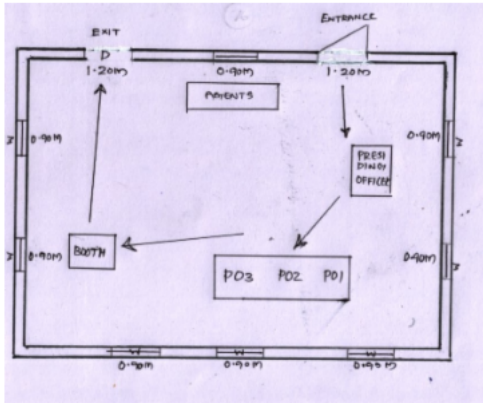 ENTRANCE
EXIT
D
1.20m
0.90m
1.20m
AGENTS
0.90m
0.90m
W
W
PRESI
DING
OFFICER
0.90m
BOOTH
0.90m
W
W
PO3 PO2 PO1
W
W
W
0.90m
0.90m
0.90m